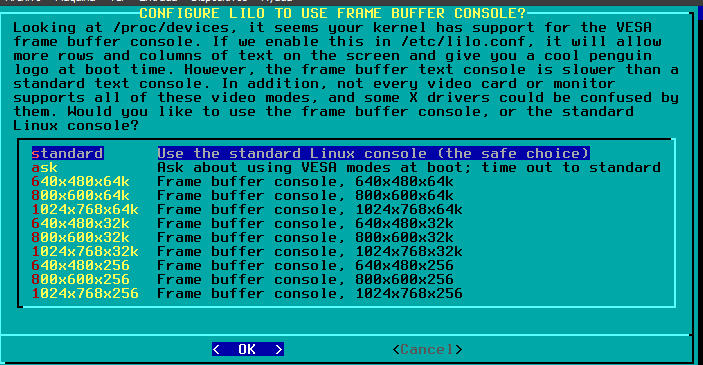 CONFIGURE LILO TO USE FRAME BUFFER CONSOLE?
Looking at /proc/devices, it seems your kernel has support for the VESA
frame buffer console. If we enable this in /etc/lilo.conf, it will allow
more rows and columns of text on the screen and give you a cool penguin
logo at boot time. However, the frame buffer text console is slower than a
standard text console. In addition, not every video card or monitor
supports all of these video modes, and some X drivers could be confused by
them. Would you like to use the frame buffer console, or the standard
Linux console?
standard Use the standard Linux console (the safe choice)
ask Ask about using VESA modes at boot; time out to standard
640x480x64k Frame buffer console, 640x480x64k
800x600x64k Frame buffer console, 800x600x64k
1024x768x64k Frame buffer console, 1024x768x64k
640x480x32k Frame buffer console, 640x480x32k
800x600x32k Frame buffer console, 800x600x32k
1024x768x32k Frame buffer console, 1024x768x32k
640x480x256 Frame buffer console, 640x480x256
800x600x256 Frame buffer console, 800x600x256
1024x768x256 Frame buffer console, 1024x768x256
< OK > <Cancel>